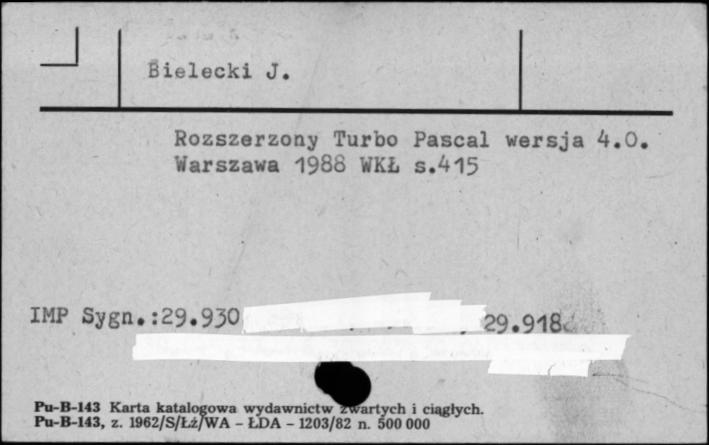 Bielecki J.
Rozszerzony Turbo Pascal wersja 4.0.
Warszawa 1988 WKŁ s.415
IMP Sygn.:29.930 29.918
Pu-B-143 Karta katalogowa wydawnictw zwartych i ciągłych.
Pu-B-143, z. 1962/S/Łż/WA - ŁDA - 1203/82 n. 500 000